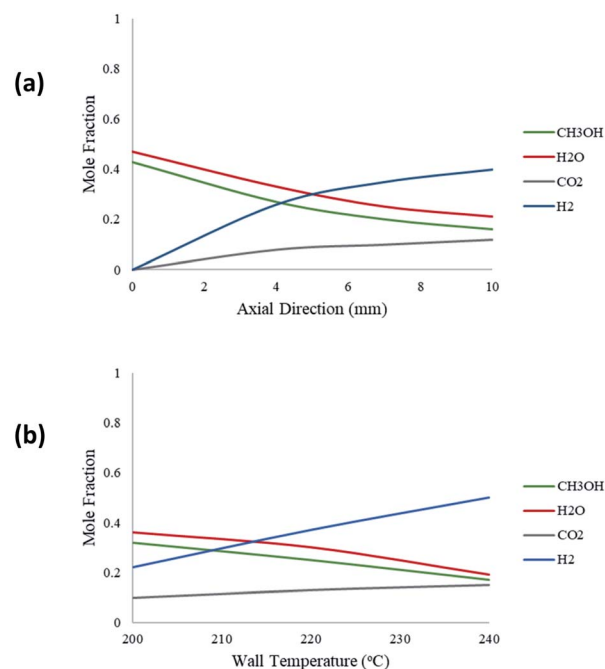 (a)
Mole Fraction
1
0.8
0.6
0.4
0.2
0
0
2
4
6
8
10
Axial Direction (mm)
CH3OH
H2O
CO2
H2
(b)
Mole Fraction
1
0.8
0.6
0.4
0.2
0
200
210
220
230
240
Wall Temperature (°C)
CH3OH
H2O
CO2
H2